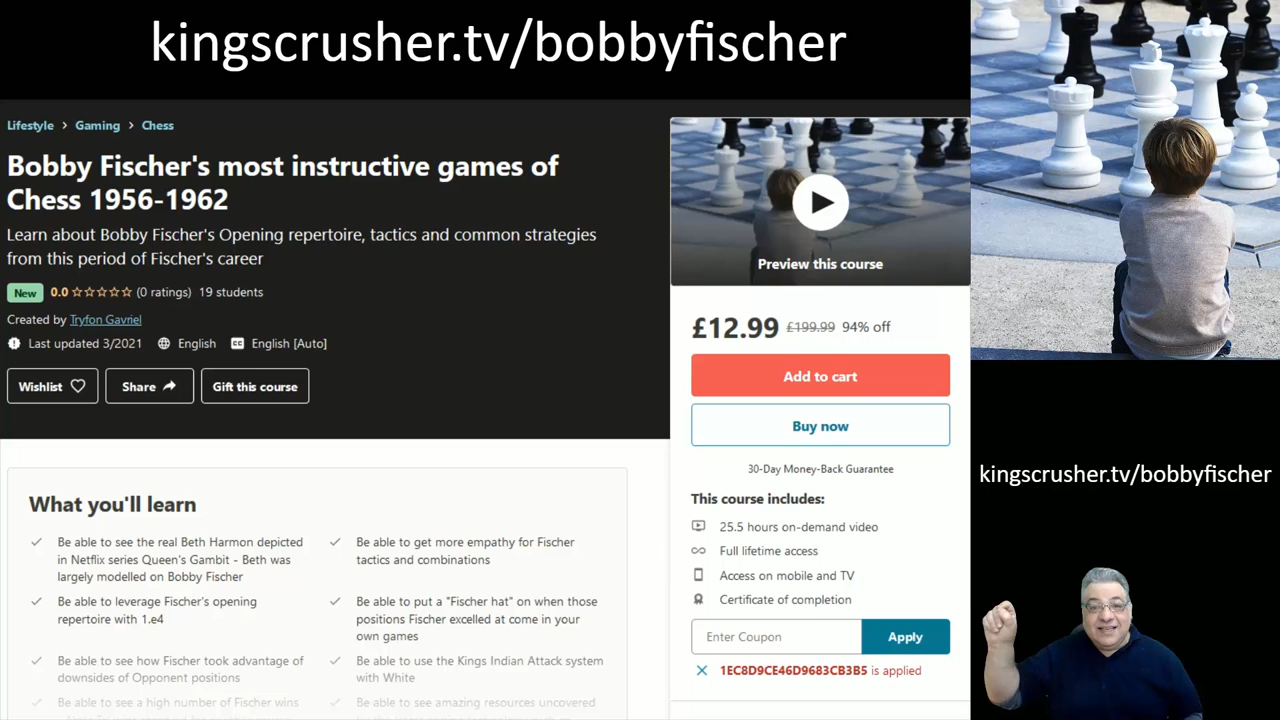 kingscrusher.tv/bobbyfischer
Lifestyle > Gaming > Chess
Bobby Fischer's most instructive games of
Chess 1956-1962
Learn about Bobby Fischer's Opening repertoire, tactics and common strategies
from this period of Fischer's career
New 0.0 (0 ratings) 19 students
Created by Tryfon Gavriel
Last updated 3/2021 English English [Auto]
Wishlist Share Gift this course
Preview this course
£12.99 £199.99 94% off
Add to cart
Buy now
30-Day Money-Back Guarantee
This course includes:
25.5 hours on-demand video
Full lifetime access
Access on mobile and TV
Certificate of completion
Enter Coupon Apply
1EC8D9CE46D9683CB3B5 is applied
What you'll learn
Be able to see the real Beth Harmon depicted
in Netflix series Queen's Gambit - Beth was
largely modelled on Bobby Fischer
Be able to get more empathy for Fischer
tactics and combinations
Be able to leverage Fischer's opening
repertoire with 1.e4
Be able to put a "Fischer hat" on when those
positions Fischer excelled at come in your
own games
Be able to see how Fischer took advantage of
downsides of Opponent positions
Be able to use the Kings Indian Attack system
with White
Be able to see a high number of Fischer wins
Be able to see amazing resources uncovered
kingscrusher.tv/bobbyfischer